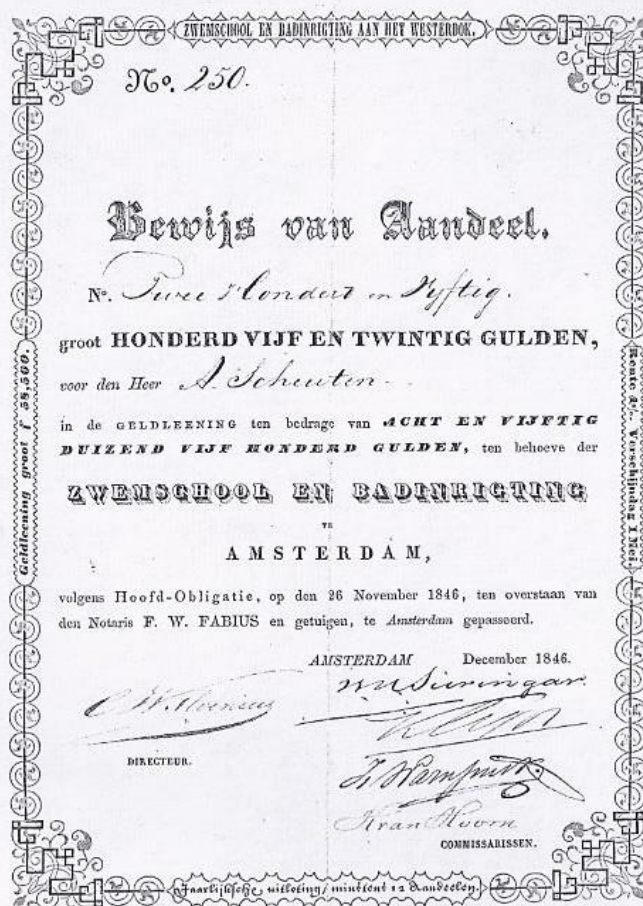 ZWEMSCHOOL EN BADINRIGTING AAN HET WESTERDOK.
No. 250.
Bewijs van Aandeel.
No. Twee Hondert en Vyftig.
groot HONDERD VIJF EN TWINTIG GULDEN,
voor den Heer A. Scheuten
in de GELDLEENING ten bedrage van ACHT EN VIJFTIG
DUIZEND VIJF HONDERD GULDEN, ten behoeve der
ZWEMSCHOOL EN BADINRIGTING
TE
AMSTERDAM,
volgens Hoofd-Obligatie, op den 26 November 1846, ten overstaan van
den Notaris F. W. FABIUS en getuigen, te Amsterdam gepasseerd.
AMSTERDAM December 1846.
DIRECTEUR.
COMMISSARISSEN.
Geldleening groot f 58,500.
Jaarlijksche uitloting, minstens 12 Aandeelen.